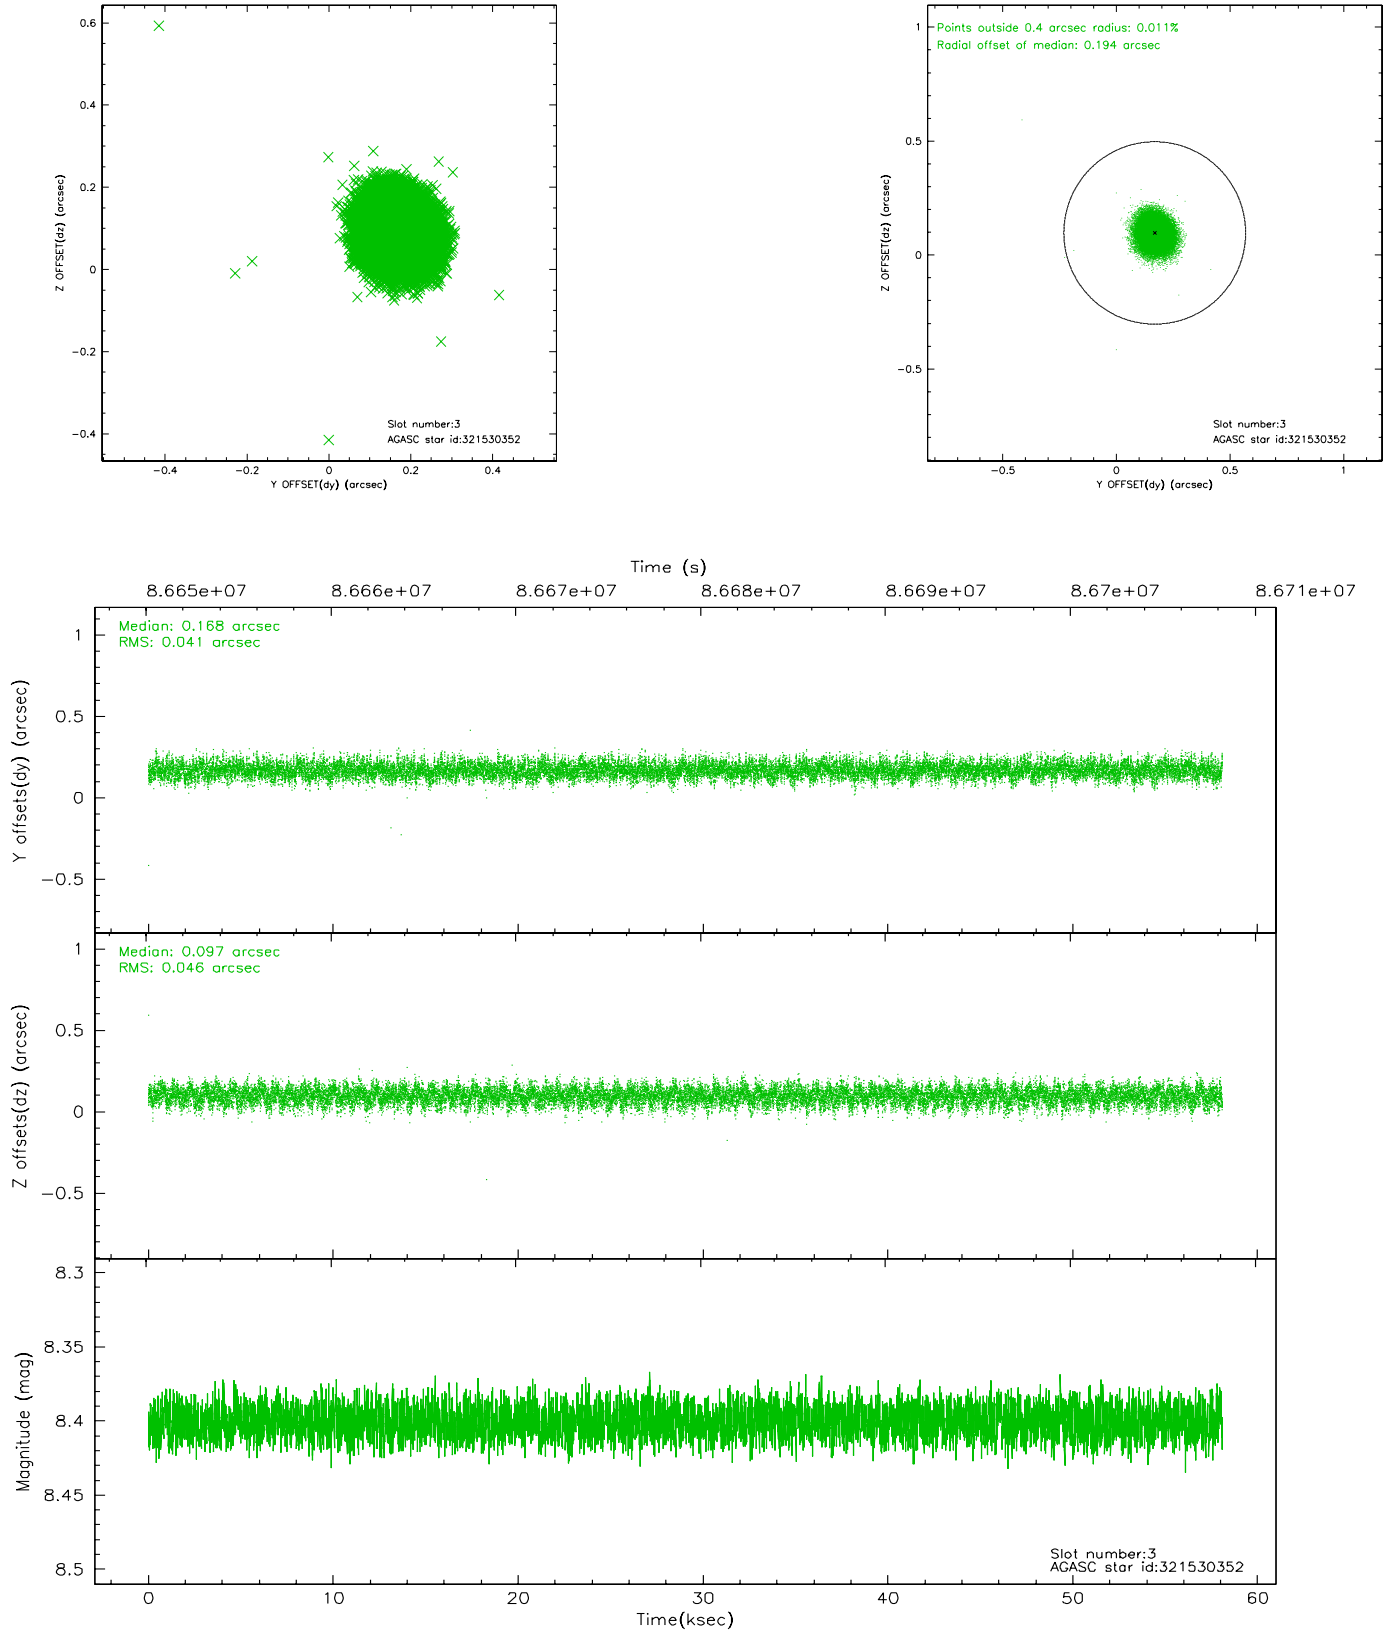 0.6
0.4
0.2
0
−0.2
−0.4
Z OFFSET(dz) (arcsec)
Slot number:3
AGASC star id:321530352
−0.4 −0.2 0 0.2 0.4
Y OFFSET(dy) (arcsec)
Points outside 0.4 arcsec radius: 0.011%
Radial offset of median: 0.194 arcsec
1
0.5
0
−0.5
Z OFFSET(dz) (arcsec)
Slot number:3
AGASC star id:321530352
−0.5 0 0.5 1
Y OFFSET(dy) (arcsec)
Time (s)
8.665e+07 8.666e+07 8.667e+07 8.668e+07 8.669e+07 8.67e+07 8.671e+07
Median: 0.168 arcsec
RMS: 0.041 arcsec
1
0.5
0
−0.5
Y offsets(dy) (arcsec)
Median: 0.097 arcsec
RMS: 0.046 arcsec
1
0.5
0
−0.5
Z offsets(dz) (arcsec)
8.3
8.35
8.4
8.45
8.5
Magnitude (mag)
Slot number:3
AGASC star id:321530352
0 10 20 30 40 50 60
Time(ksec)